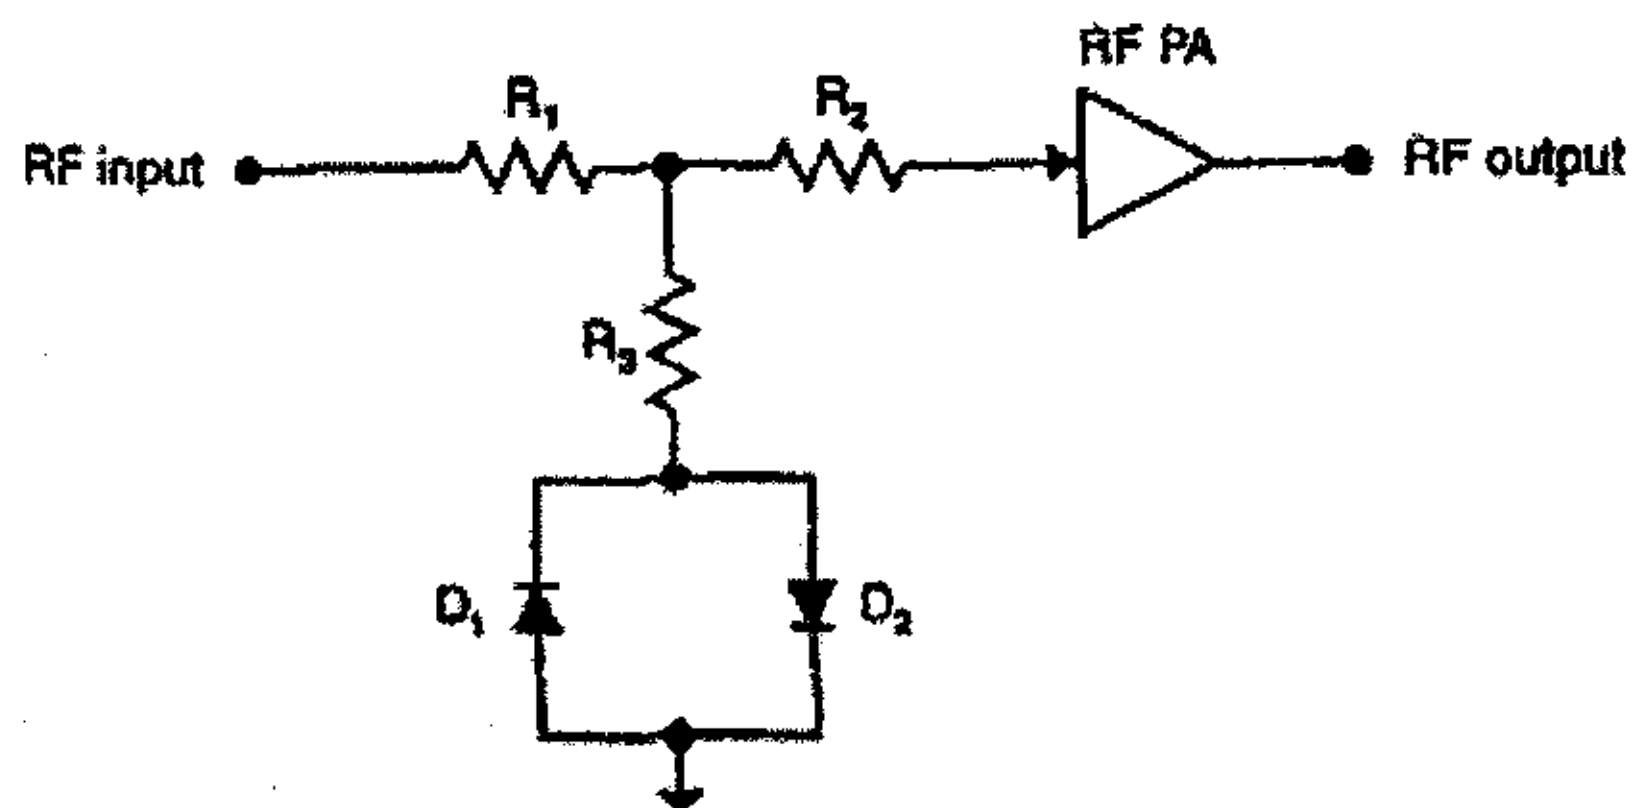 RF PA
R₁
R₂
RF input
RF output
R₃
D₁
D₂